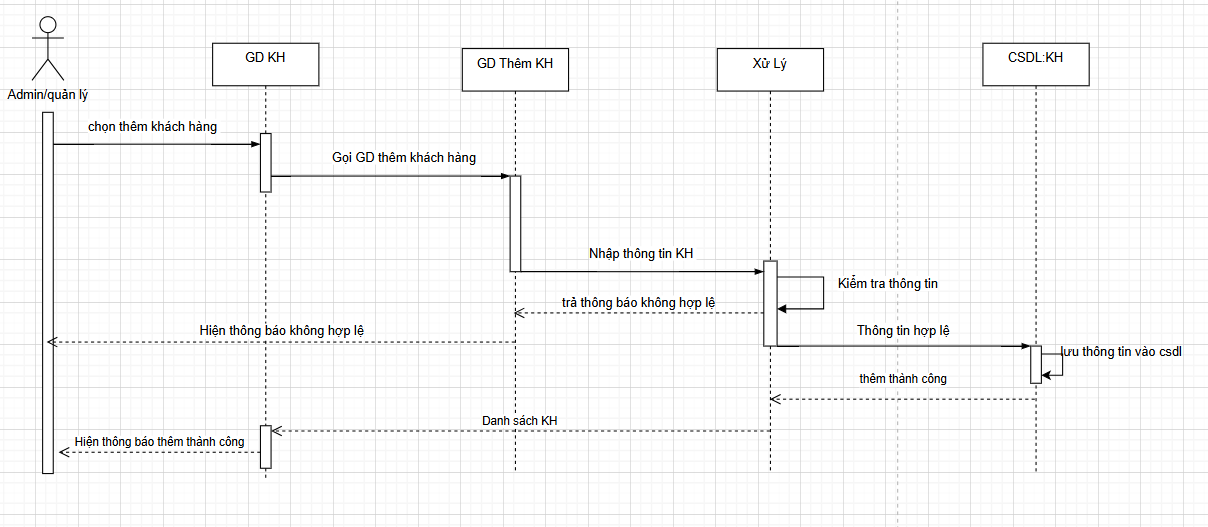 GD KH
GD Thêm KH
Xử Lý
CSDL:KH
Admin/quản lý
chọn thêm khách hàng
Gọi GD thêm khách hàng
Nhập thông tin KH
Kiểm tra thông tin
trả thông báo không hợp lệ
Hiện thông báo không hợp lệ
Thông tin hợp lệ
lưu thông tin vào csdl
thêm thành công
Danh sách KH
Hiện thông báo thêm thành công